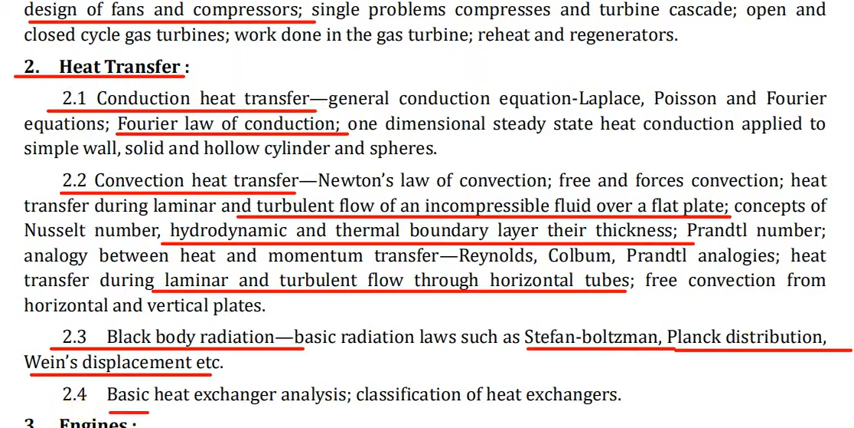 design of fans and compressors; single problems compresses and turbine cascade; open and
closed cycle gas turbines; work done in the gas turbine; reheat and regenerators.
2. Heat Transfer :
2.1 Conduction heat transfer—general conduction equation-Laplace, Poisson and Fourier
equations; Fourier law of conduction; one dimensional steady state heat conduction applied to
simple wall, solid and hollow cylinder and spheres.
2.2 Convection heat transfer—Newton's law of convection; free and forces convection; heat
transfer during laminar and turbulent flow of an incompressible fluid over a flat plate; concepts of
Nusselt number, hydrodynamic and thermal boundary layer their thickness; Prandtl number;
analogy between heat and momentum transfer—Reynolds, Colbum, Prandtl analogies; heat
transfer during laminar and turbulent flow through horizontal tubes; free convection from
horizontal and vertical plates.
2.3 Black body radiation—basic radiation laws such as Stefan-boltzman, Planck distribution,
Wein's displacement etc.
2.4 Basic heat exchanger analysis; classification of heat exchangers.
3. Engines :